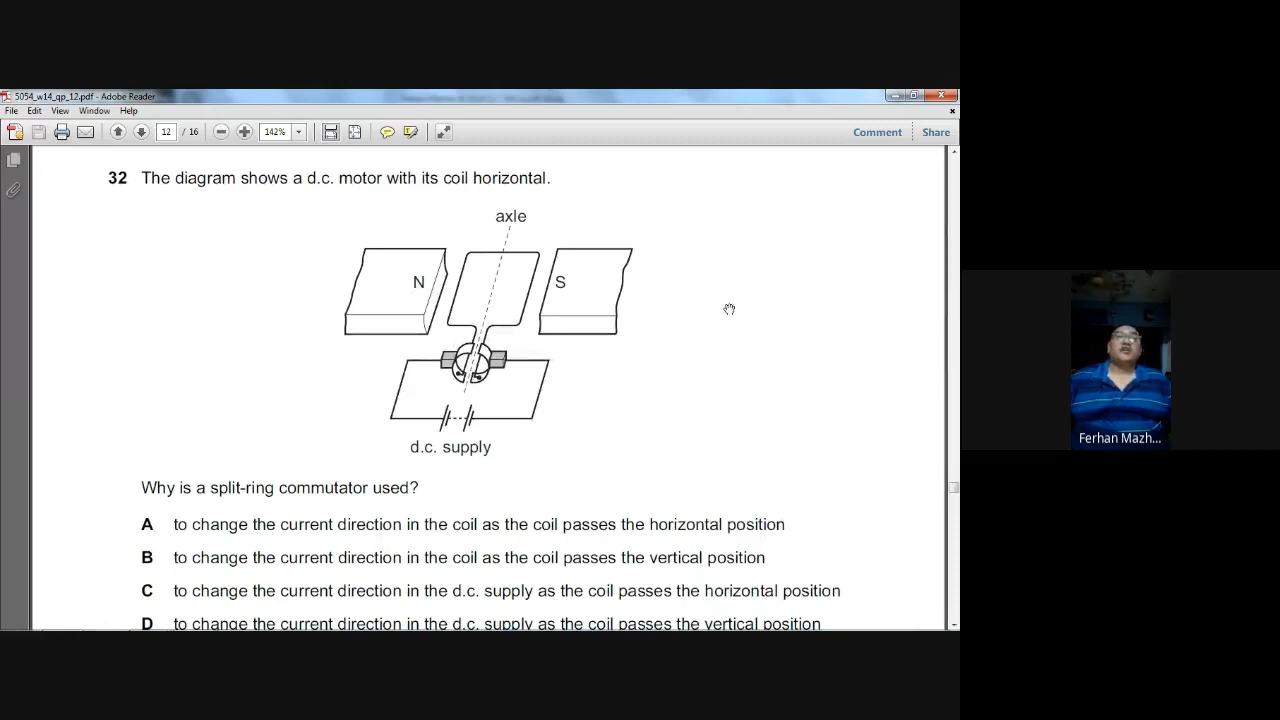 5054_w14_qp_12.pdf - Adobe Reader
File Edit View Window Help
12 / 16 142% Comment Share
32 The diagram shows a d.c. motor with its coil horizontal.
axle
N S
d.c. supply
Why is a split-ring commutator used?
A to change the current direction in the coil as the coil passes the horizontal position
B to change the current direction in the coil as the coil passes the vertical position
C to change the current direction in the d.c. supply as the coil passes the horizontal position
D to change the current direction in the d.c. supply as the coil passes the vertical position
Ferhan Mazh...